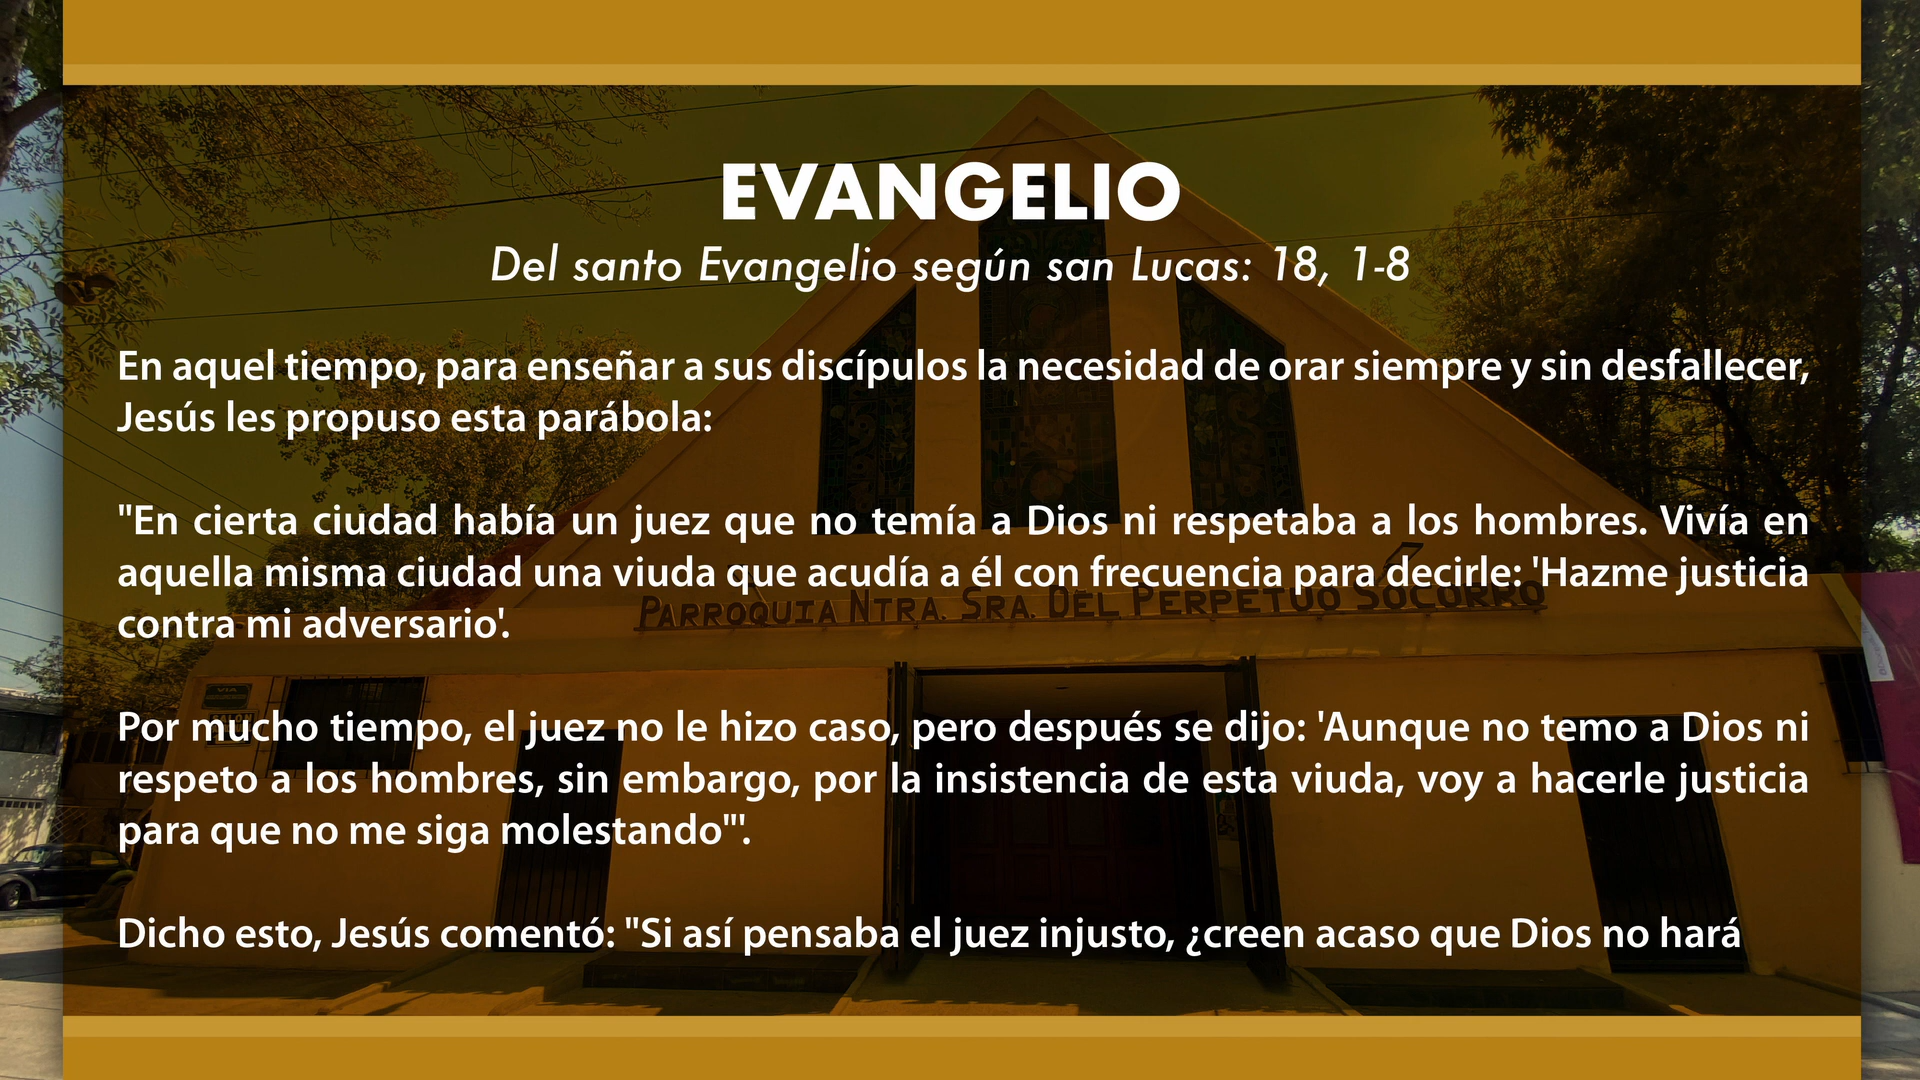 EVANGELIO
Del santo Evangelio según san Lucas: 18, 1-8
En aquel tiempo, para enseñar a sus discípulos la necesidad de orar siempre y sin desfallecer,
Jesús les propuso esta parábola:
"En cierta ciudad había un juez que no temía a Dios ni respetaba a los hombres. Vivía en
aquella misma ciudad una viuda que acudía a él con frecuencia para decirle: 'Hazme justicia
contra mi adversario'.
PARROQUIA NTRA. SRA. DEL PERPETUO SOCORRO
VIA
Por mucho tiempo, el juez no le hizo caso, pero después se dijo: 'Aunque no temo a Dios ni
respeto a los hombres, sin embargo, por la insistencia de esta viuda, voy a hacerle justicia
para que no me siga molestando"'.
Dicho esto, Jesús comentó: "Si así pensaba el juez injusto, ¿creen acaso que Dios no hará